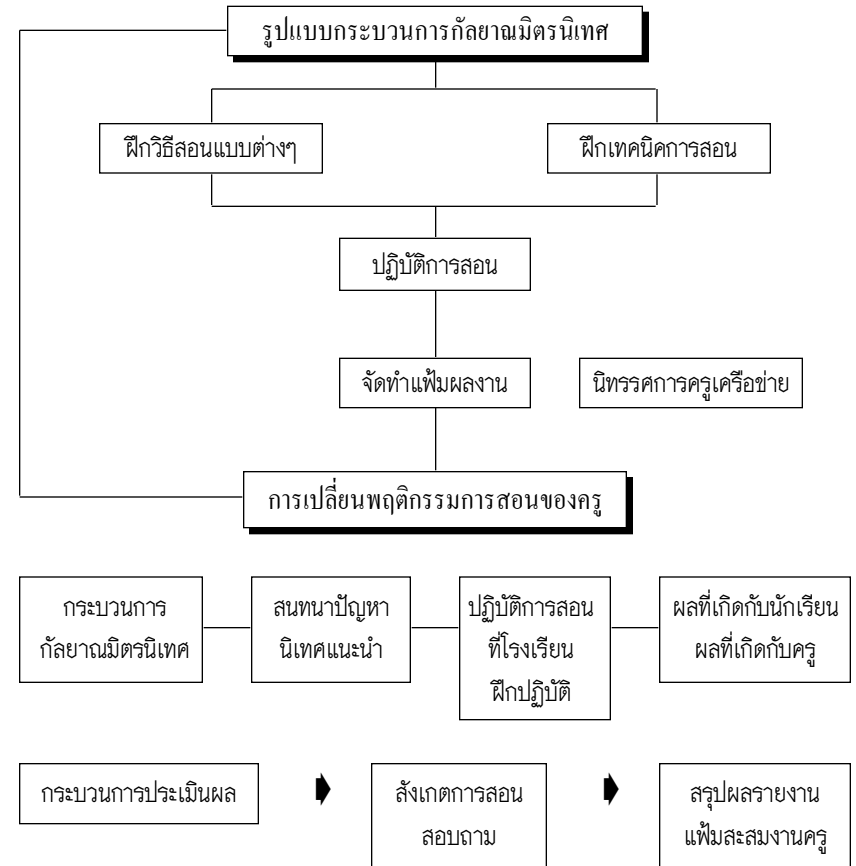 รูปแบบกระบวนการกัลยาณมิตรนิเทศ
ฝึกวิธีสอนแบบต่างๆ
ฝึกเทคนิคการสอน
ปฏิบัติการสอน
จัดทำแฟ้มผลงาน
นิทรรศการครูเครือข่าย
การเปลี่ยนพฤติกรรมการสอนของครู
กระบวนการ
กัลยาณมิตรนิเทศ
สนทนาปัญหา
นิเทศแนะนำ
ปฏิบัติการสอน
ที่โรงเรียน
ฝึกปฏิบัติ
ผลที่เกิดกับนักเรียน
ผลที่เกิดกับครู
กระบวนการประเมินผล
สังเกตการสอน
สอบถาม
สรุปผลรายงาน
แฟ้มสะสมงานครู